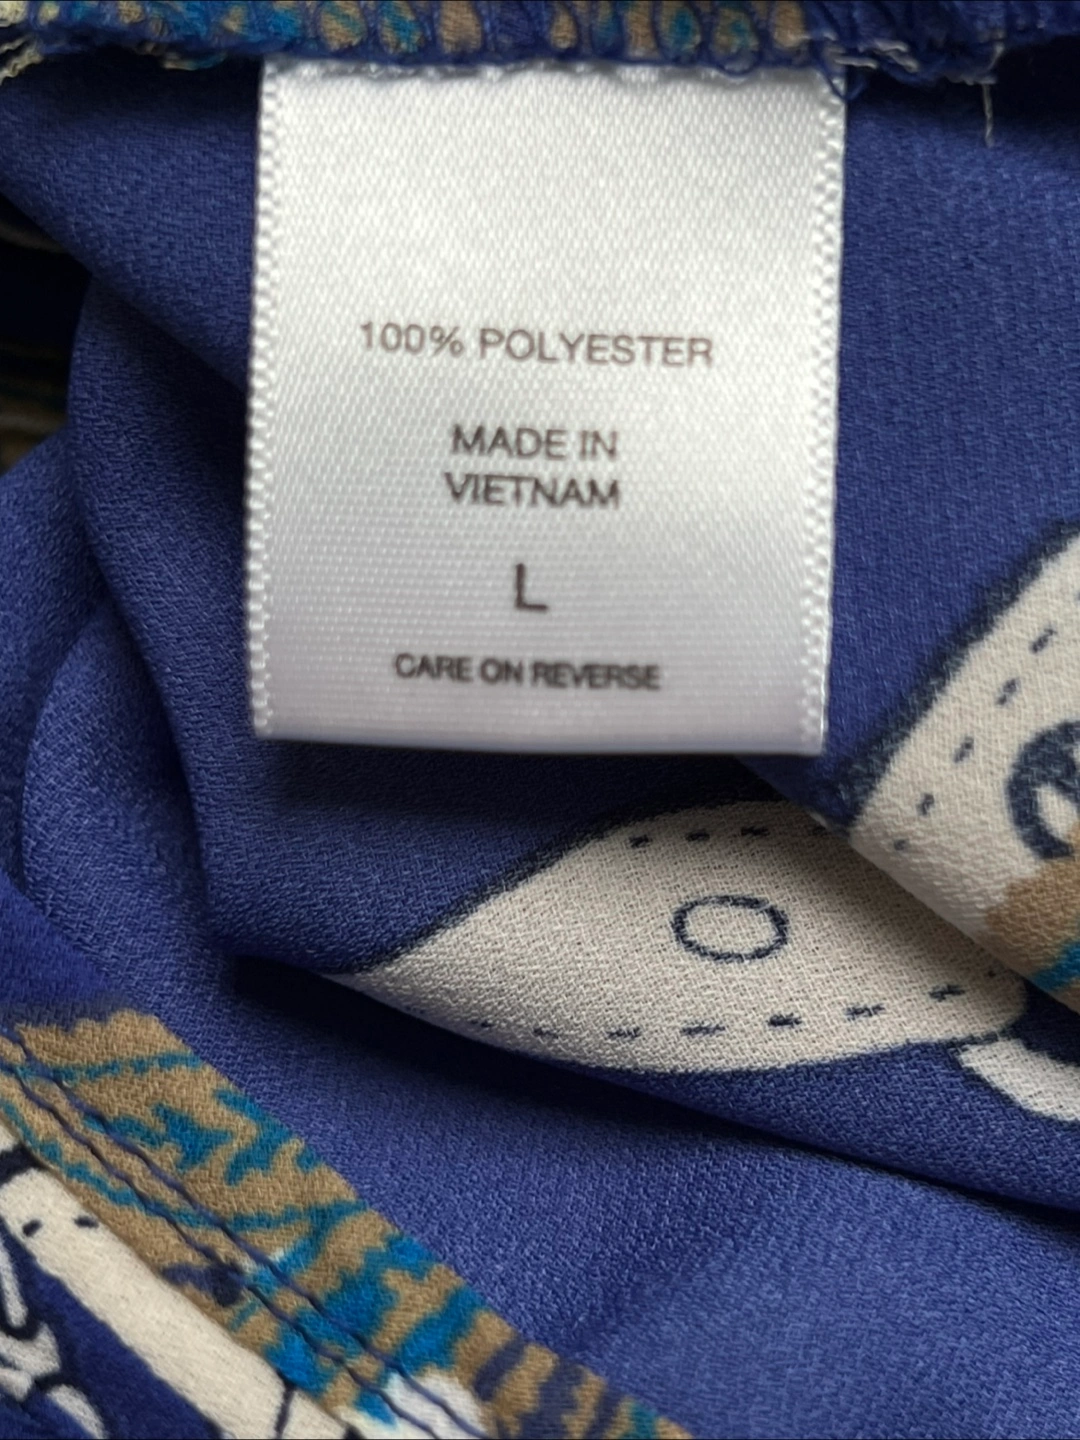 100% POLYESTER
MADE IN
VIETNAM
L
CARE ON REVERSE